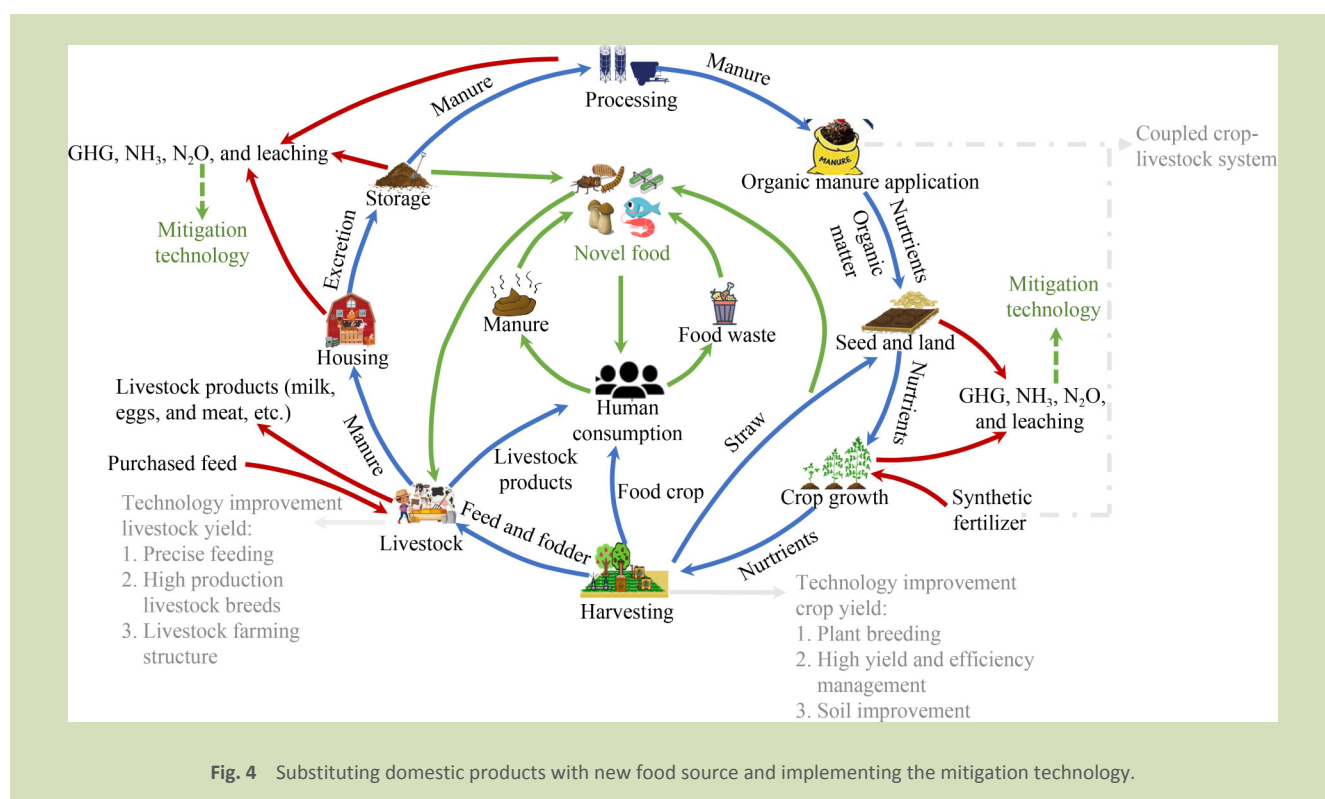 Manure
Processing
Manure
GHG, NH₃, N₂O, and leaching
Storage
MANURE
Organic manure application
Coupled crop-
livestock system
Mitigation
technology
Excretion
Novel food
Organic
matter
Nurtrients
Manure
Food waste
Mitigation
technology
Housing
Seed and land
Livestock products (milk,
eggs, and meat, etc.)
Human
consumption
Nurtrients
GHG, NH₃, N₂O,
and leaching
Manure
Straw
Purchased feed
Livestock
products
Food crop
Crop growth
Synthetic
fertilizer
Technology improvement
livestock yield:
1. Precise feeding
2. High production
livestock breeds
3. Livestock farming
structure
Livestock
Feed and fodder
Harvesting
Nurtrients
Technology improvement
crop yield:
1. Plant breeding
2. High yield and efficiency
management
3. Soil improvement
Fig. 4 Substituting domestic products with new food source and implementing the mitigation technology.